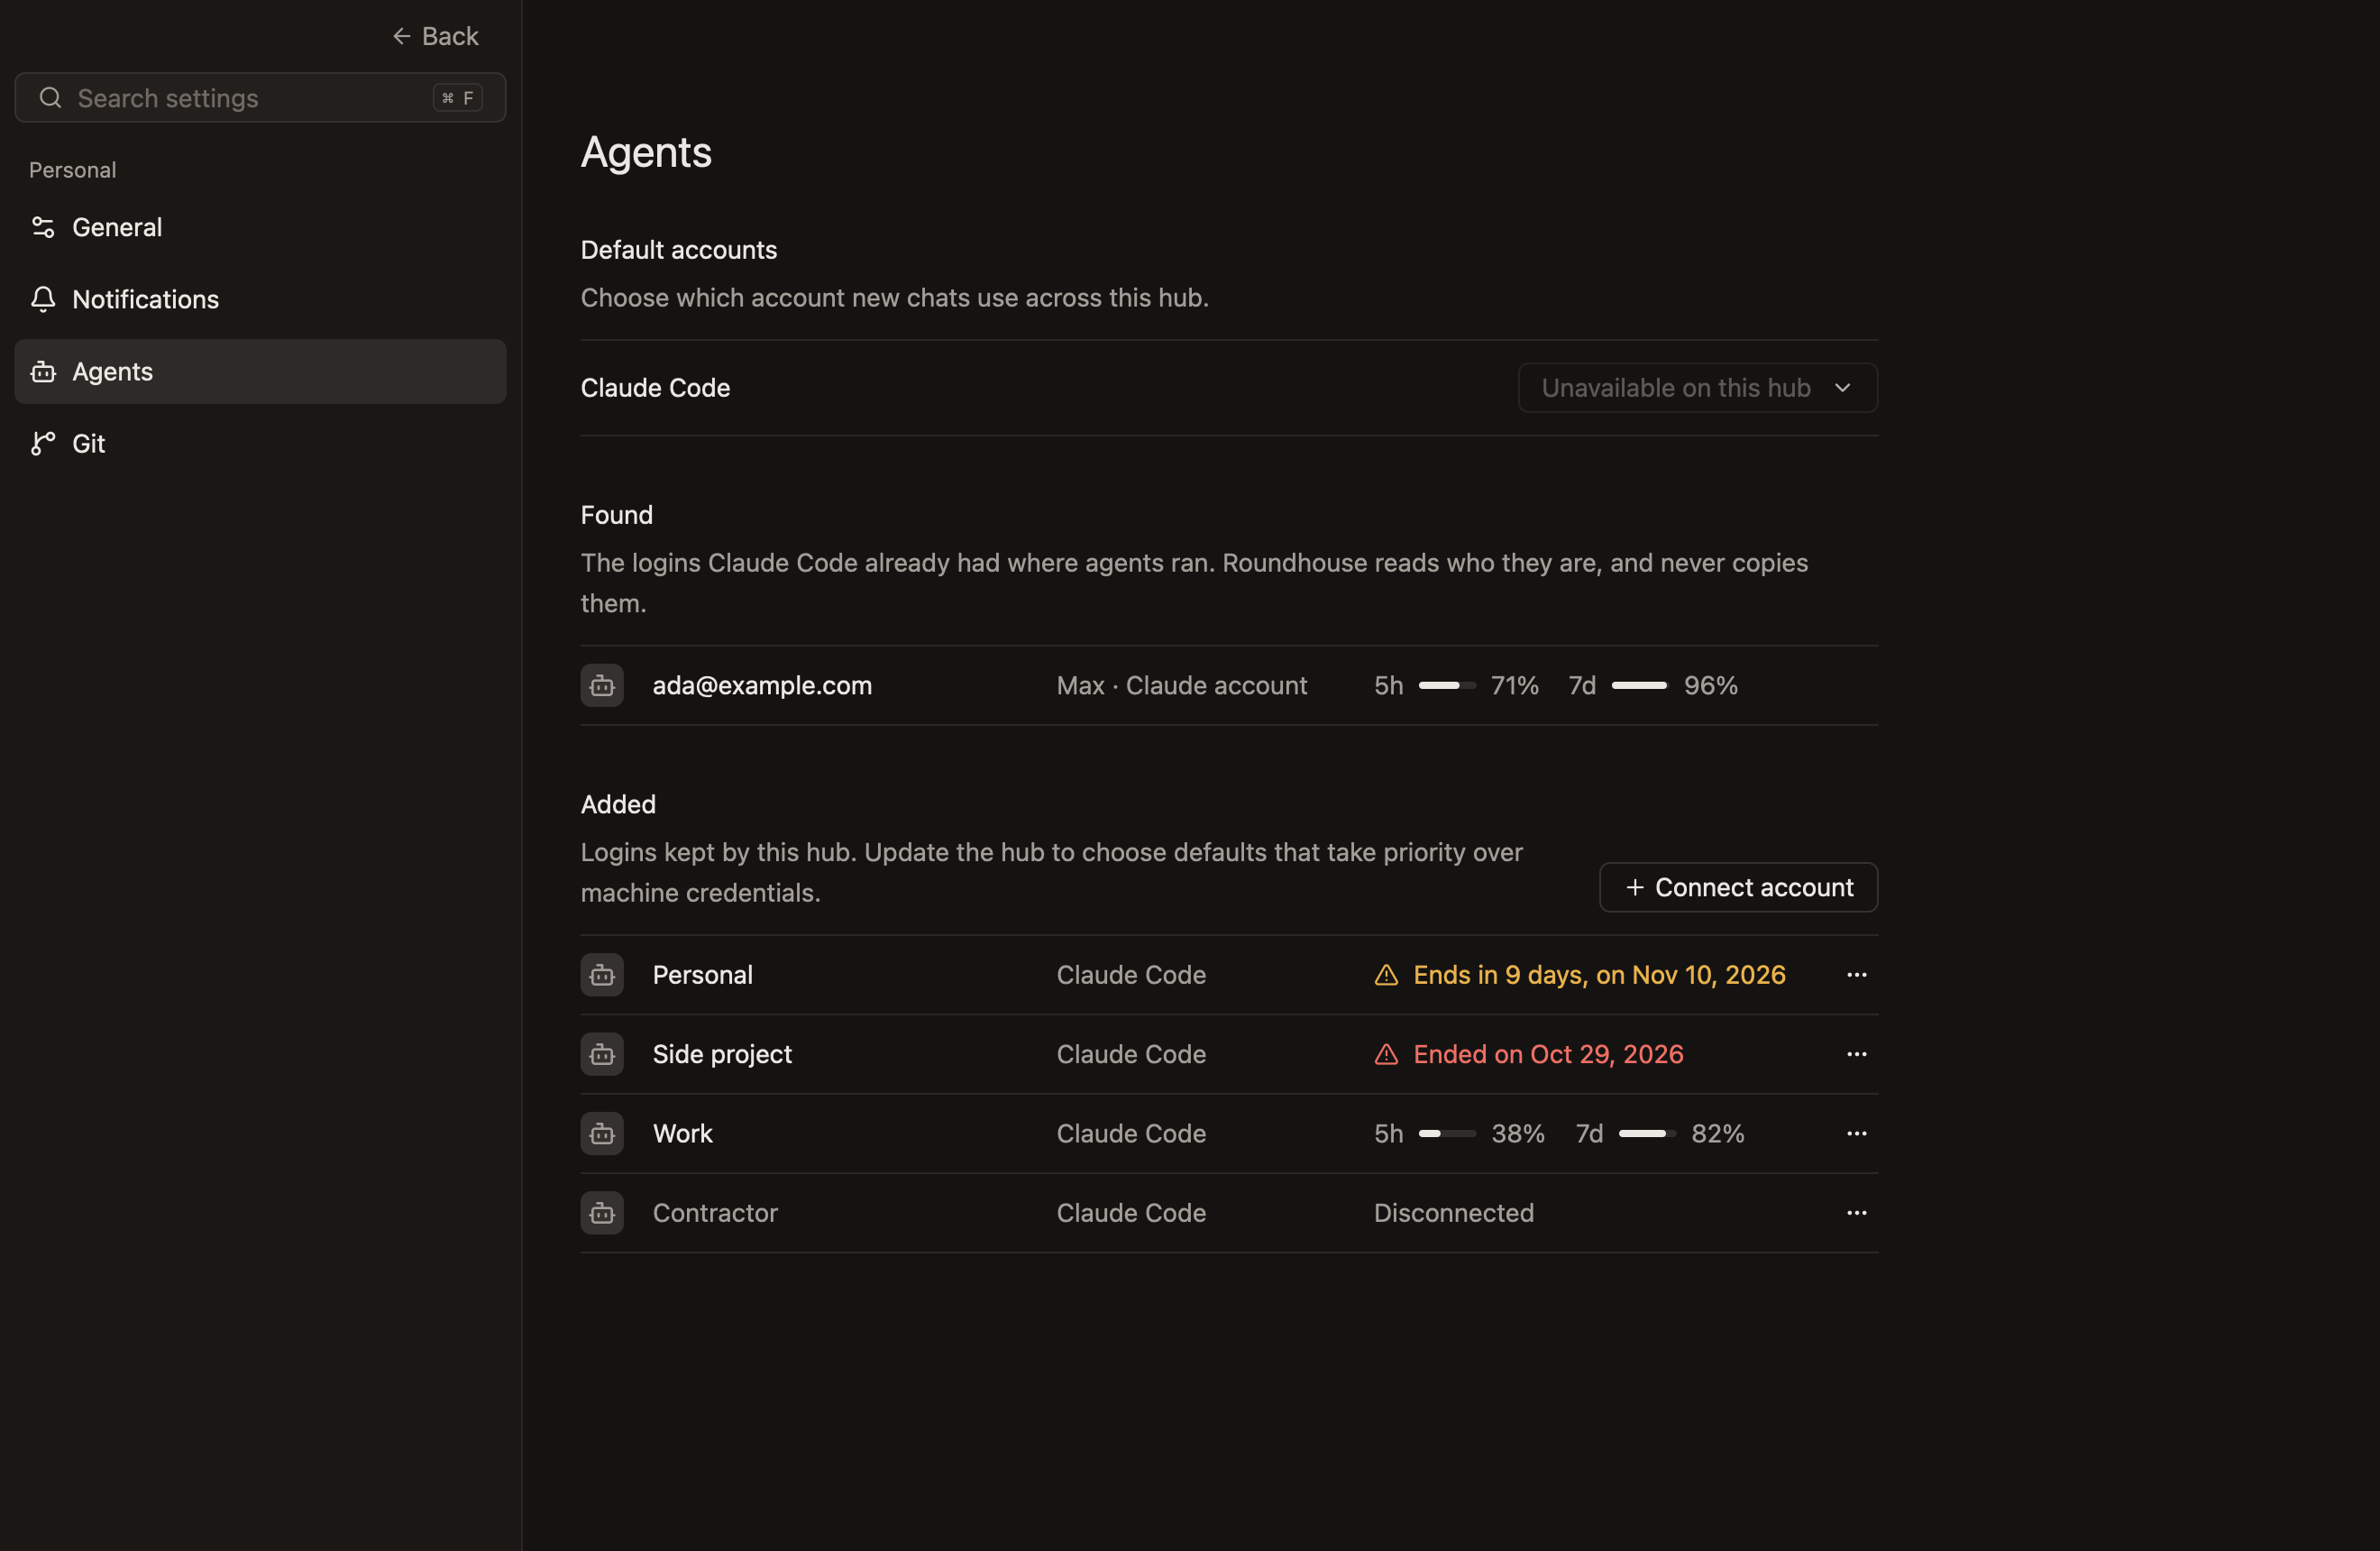 Back
Search settings
⌘ F
Personal
General
Notifications
Agents
Git
Agents
Default accounts
Choose which account new chats use across this hub.
Claude Code
Unavailable on this hub
Found
The logins Claude Code already had where agents ran. Roundhouse reads who they are, and never copies
them.
ada@example.com Max · Claude account 5h 71% 7d 96%
Added
Logins kept by this hub. Update the hub to choose defaults that take priority over
machine credentials.
Connect account
Personal Claude Code Ends in 9 days, on Nov 10, 2026
Side project Claude Code Ended on Oct 29, 2026
Work Claude Code 5h 38% 7d 82%
Contractor Claude Code Disconnected